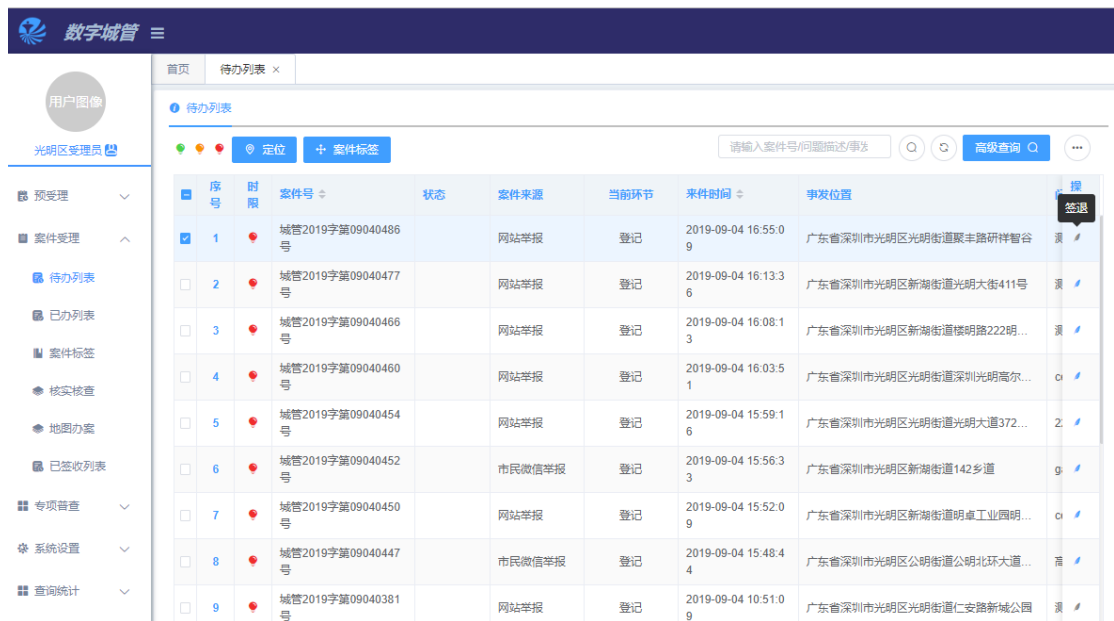 数字城管
首页 待办列表 ×
用户图像
光明区受理员
待办列表
定位 案件标签 请输入案件号/问题描述/事发 高级查询
预受理
案件受理
待办列表
已办列表
案件标签
核实核查
地图办案
已签收列表
专项普查
系统设置
查询统计
序号 时限 案件号 状态 案件来源 当前环节 来件时间 事发位置 操
签退
1 城管2019字第09040486号 网站举报 登记 2019-09-04 16:55:09 广东省深圳市光明区光明街道聚丰路研祥智谷 测
2 城管2019字第09040477号 网站举报 登记 2019-09-04 16:13:36 广东省深圳市光明区新湖街道光明大街411号 测
3 城管2019字第09040466号 网站举报 登记 2019-09-04 16:08:13 广东省深圳市光明区新湖街道楼明路222明... 测
4 城管2019字第09040460号 网站举报 登记 2019-09-04 16:03:51 广东省深圳市光明区光明街道深圳光明高尔...
5 城管2019字第09040454号 网站举报 登记 2019-09-04 15:59:16 广东省深圳市光明区光明街道光明大道372...
6 城管2019字第09040452号 市民微信举报 登记 2019-09-04 15:56:33 广东省深圳市光明区新湖街道142乡道
7 城管2019字第09040450号 网站举报 登记 2019-09-04 15:52:09 广东省深圳市光明区新湖街道明卓工业园明...
8 城管2019字第09040447号 市民微信举报 登记 2019-09-04 15:48:44 广东省深圳市光明区公明街道公明北环大道...
9 城管2019字第09040381号 网站举报 登记 2019-09-04 10:51:09 广东省深圳市光明区光明街道仁安路新城公园 测